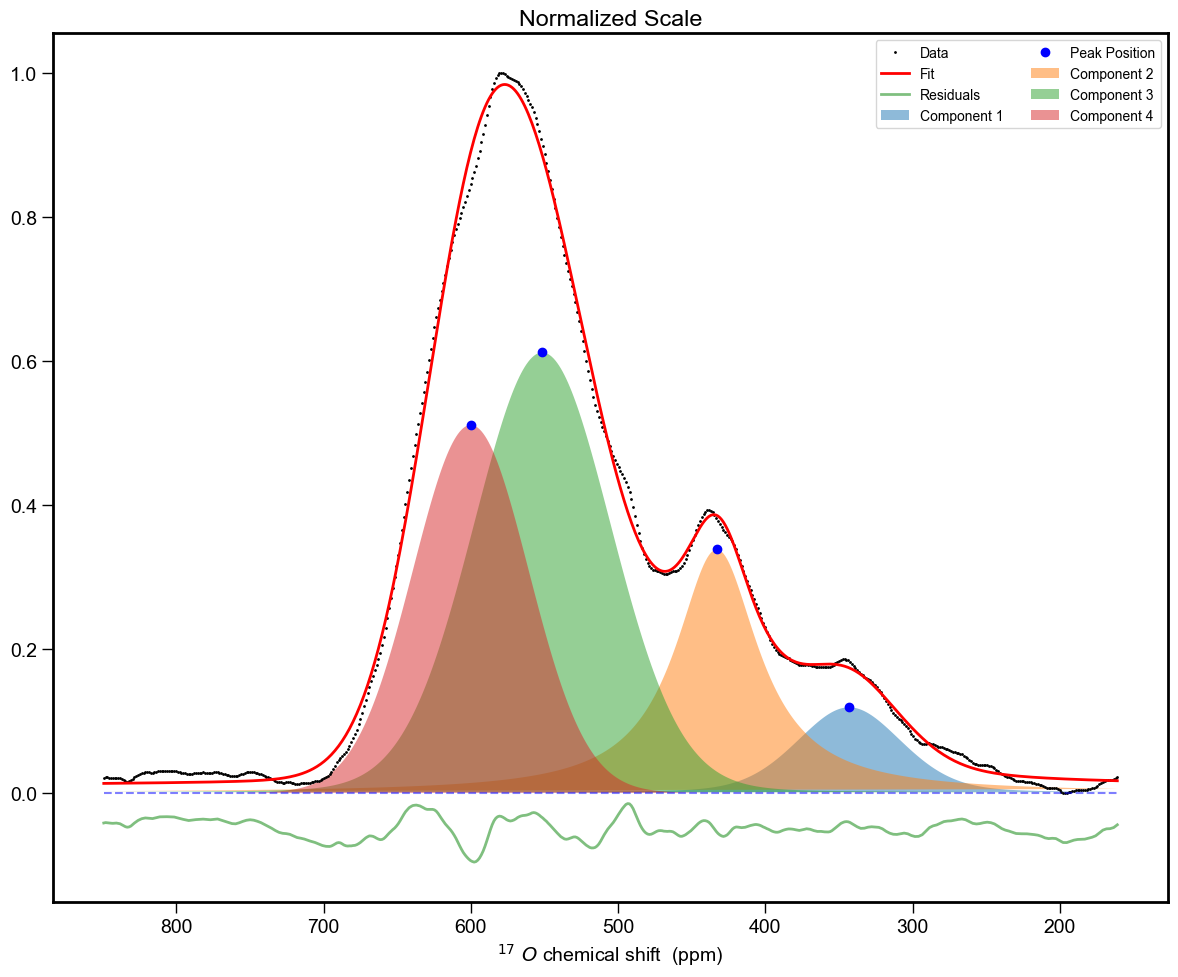 Normalized Scale
Data
Fit
Residuals
Component 1
Peak Position
Component 2
Component 3
Component 4
1.0
0.8
0.6
0.4
0.2
0.0
800 700 600 500 400 300 200
¹⁷ O chemical shift (ppm)